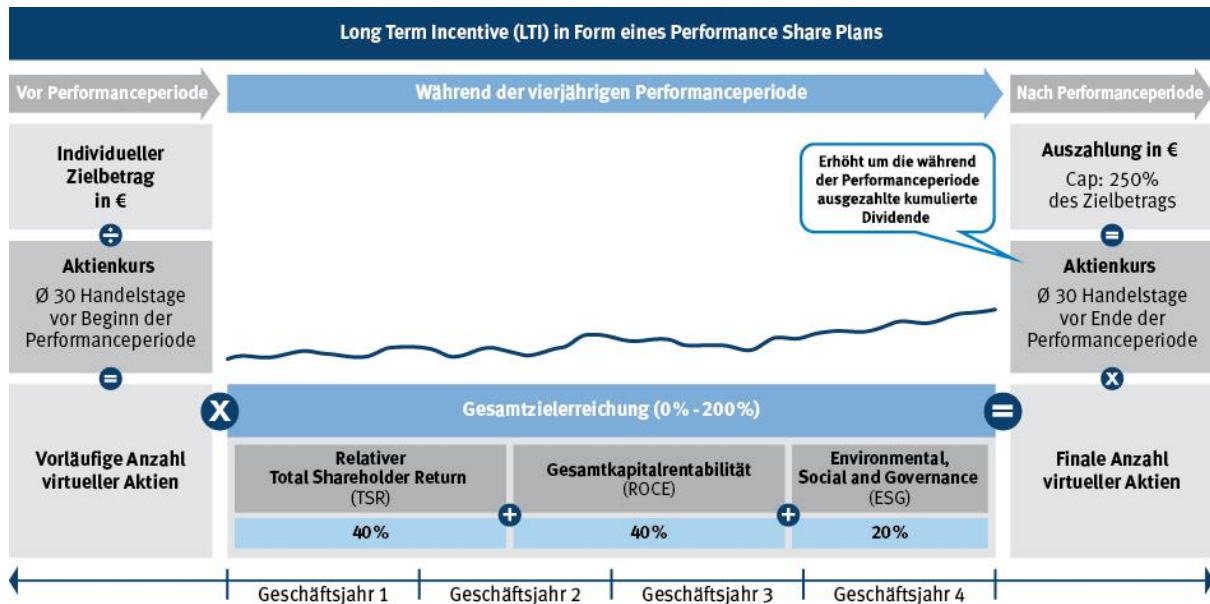 Long Term Incentive (LTI) in Form eines Performance Share Plans
Vor Performanceperiode
Während der vierjährigen Performanceperiode
Nach Performanceperiode
Individueller
Zielbetrag
in €
÷
Aktienkurs
Ø 30 Handelstage
vor Beginn der
Performanceperiode
=
Vorläufige Anzahl
virtueller Aktien
X
Erhöht um die während
der Performanceperiode
ausgezahlte kumulierte
Dividende
Gesamtzielerreichung (0% - 200%)
Relativer
Total Shareholder Return
(TSR)
40%
+
Gesamtkapitalrentabilität
(ROCE)
40%
+
Environmental,
Social and Governance
(ESG)
20%
=
Auszahlung in €
Cap: 250%
des Zielbetrags
=
Aktienkurs
Ø 30 Handelstage
vor Ende der
Performanceperiode
X
Finale Anzahl
virtueller Aktien
Geschäftsjahr 1
Geschäftsjahr 2
Geschäftsjahr 3
Geschäftsjahr 4